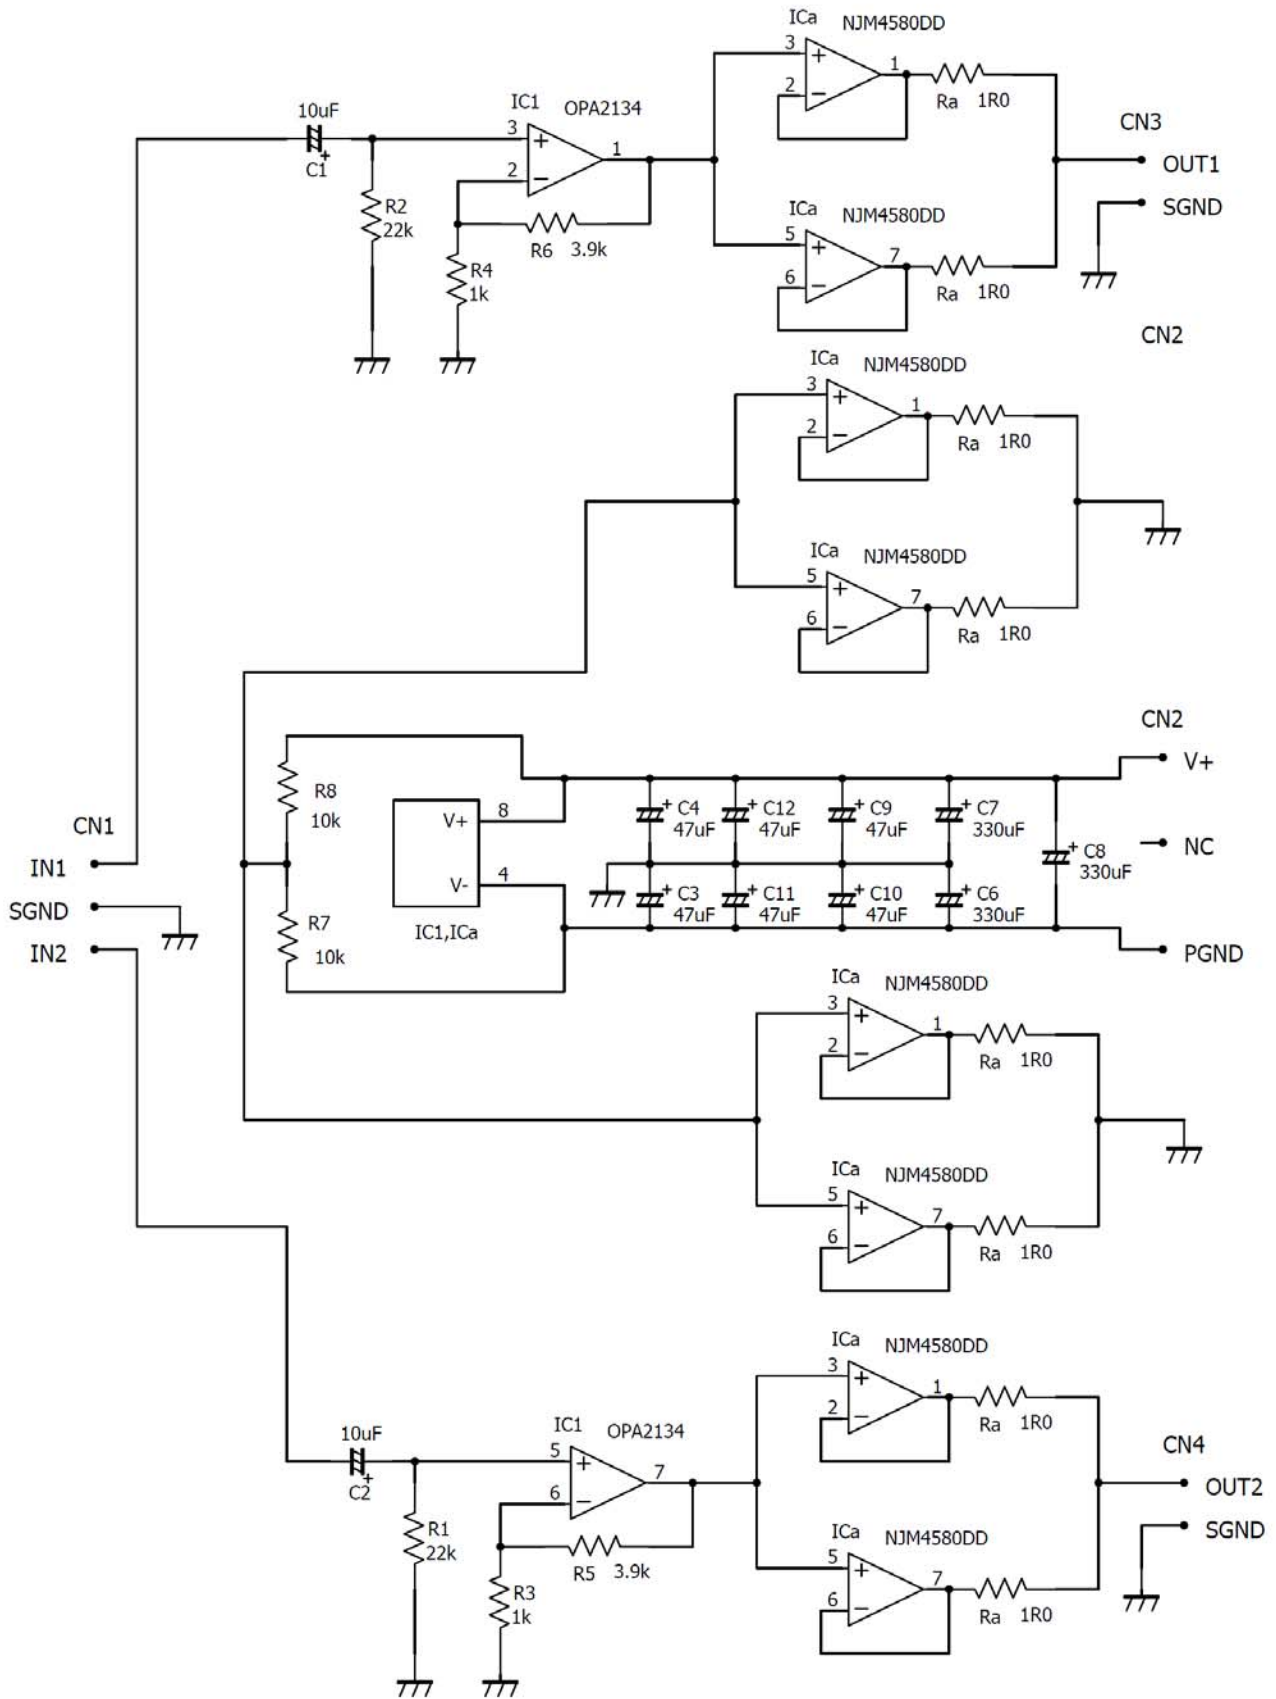 ICa NJM4580DD
3
2
1
Ra 1R0
10uF
C1
+
IC1 OPA2134
3
2
1
R2
22k
R6 3.9k
R4
1k
ICa NJM4580DD
5
6
7
Ra 1R0
CN3
OUT1
SGND
CN2
ICa NJM4580DD
3
2
1
Ra 1R0
ICa NJM4580DD
5
6
7
Ra 1R0
CN2
V+
NC
PGND
R8
10k
R7
10k
V+ 8
V- 4
IC1,ICa
+ C4
47uF
+ C12
47uF
+ C9
47uF
+ C7
330uF
+ C8
330uF
+ C3
47uF
+ C11
47uF
+ C10
47uF
+ C6
330uF
CN1
IN1
SGND
IN2
ICa NJM4580DD
3
2
1
Ra 1R0
ICa NJM4580DD
5
6
7
Ra 1R0
ICa NJM4580DD
3
2
1
Ra 1R0
10uF
C2
+
IC1 OPA2134
5
6
7
R1
22k
R5 3.9k
R3
1k
ICa NJM4580DD
5
6
7
Ra 1R0
CN4
OUT2
SGND